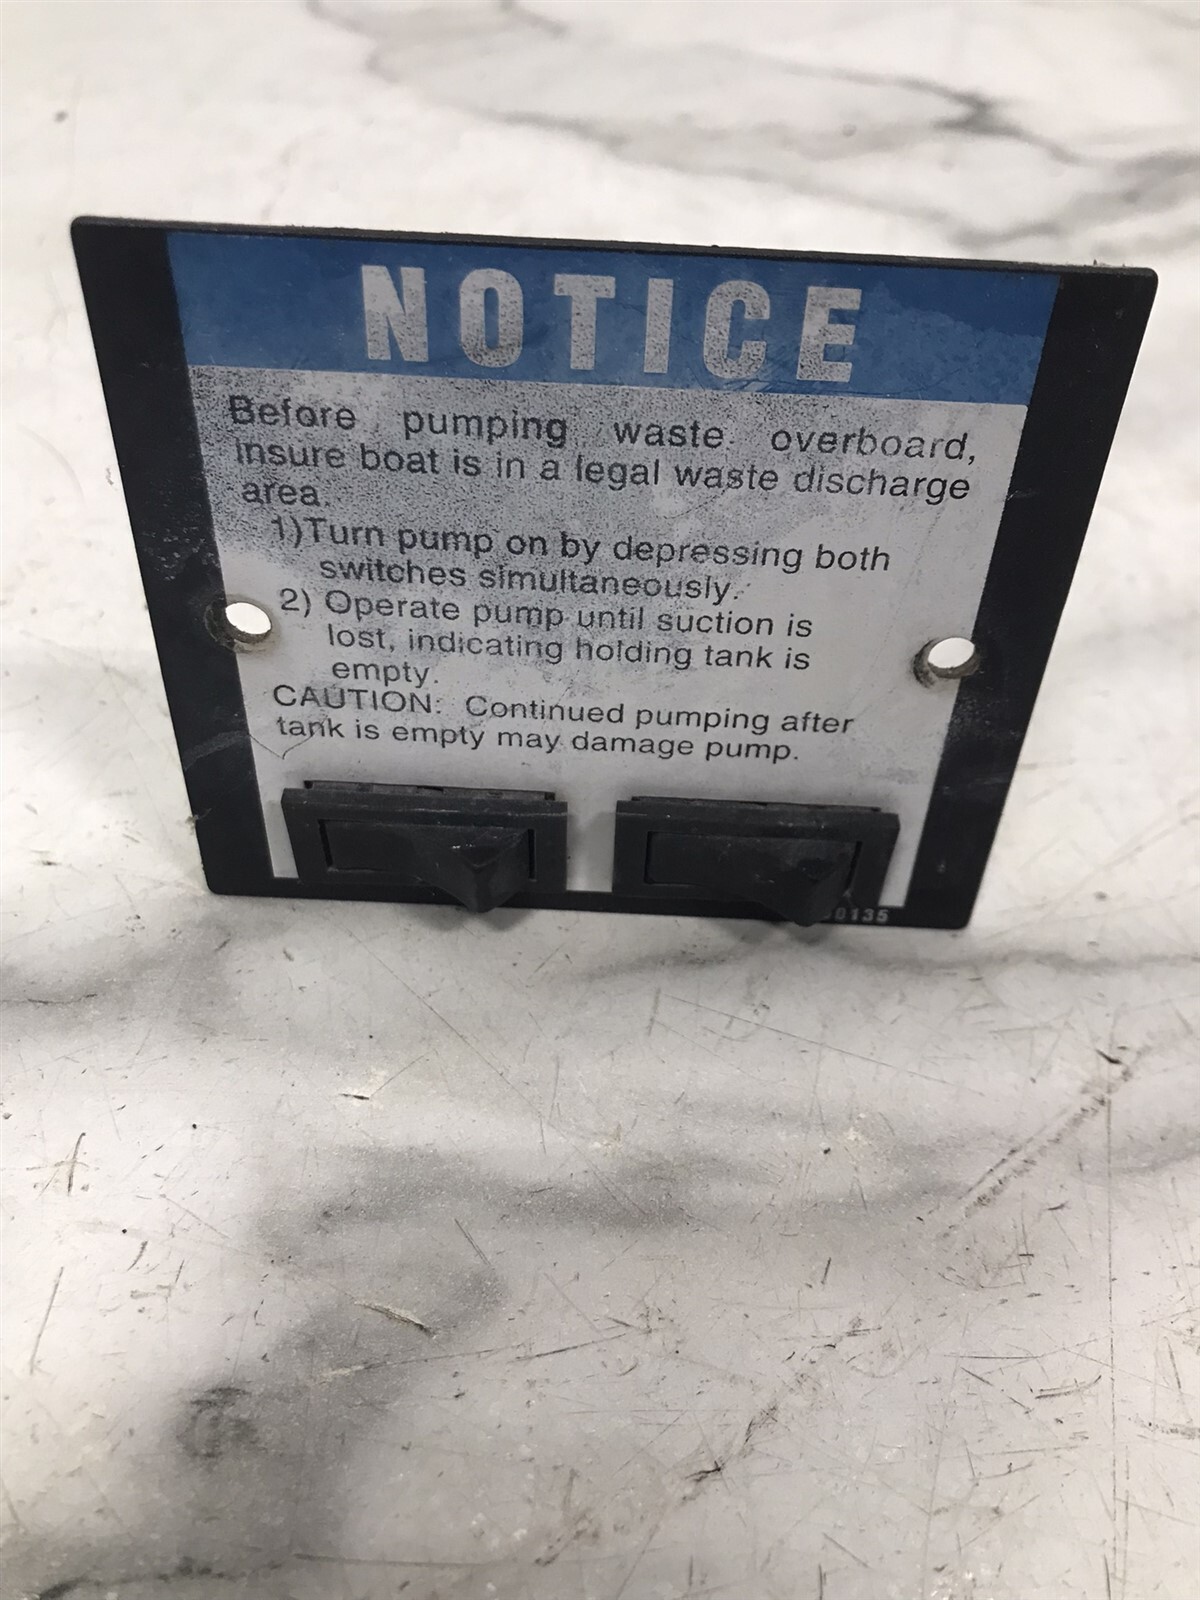 NOTICE
Before pumping waste overboard,
insure boat is in a legal waste discharge
area.
1)Turn pump on by depressing both
switches simultaneously.
2) Operate pump until suction is
lost, indicating holding tank is
empty.
CAUTION: Continued pumping after
tank is empty may damage pump.